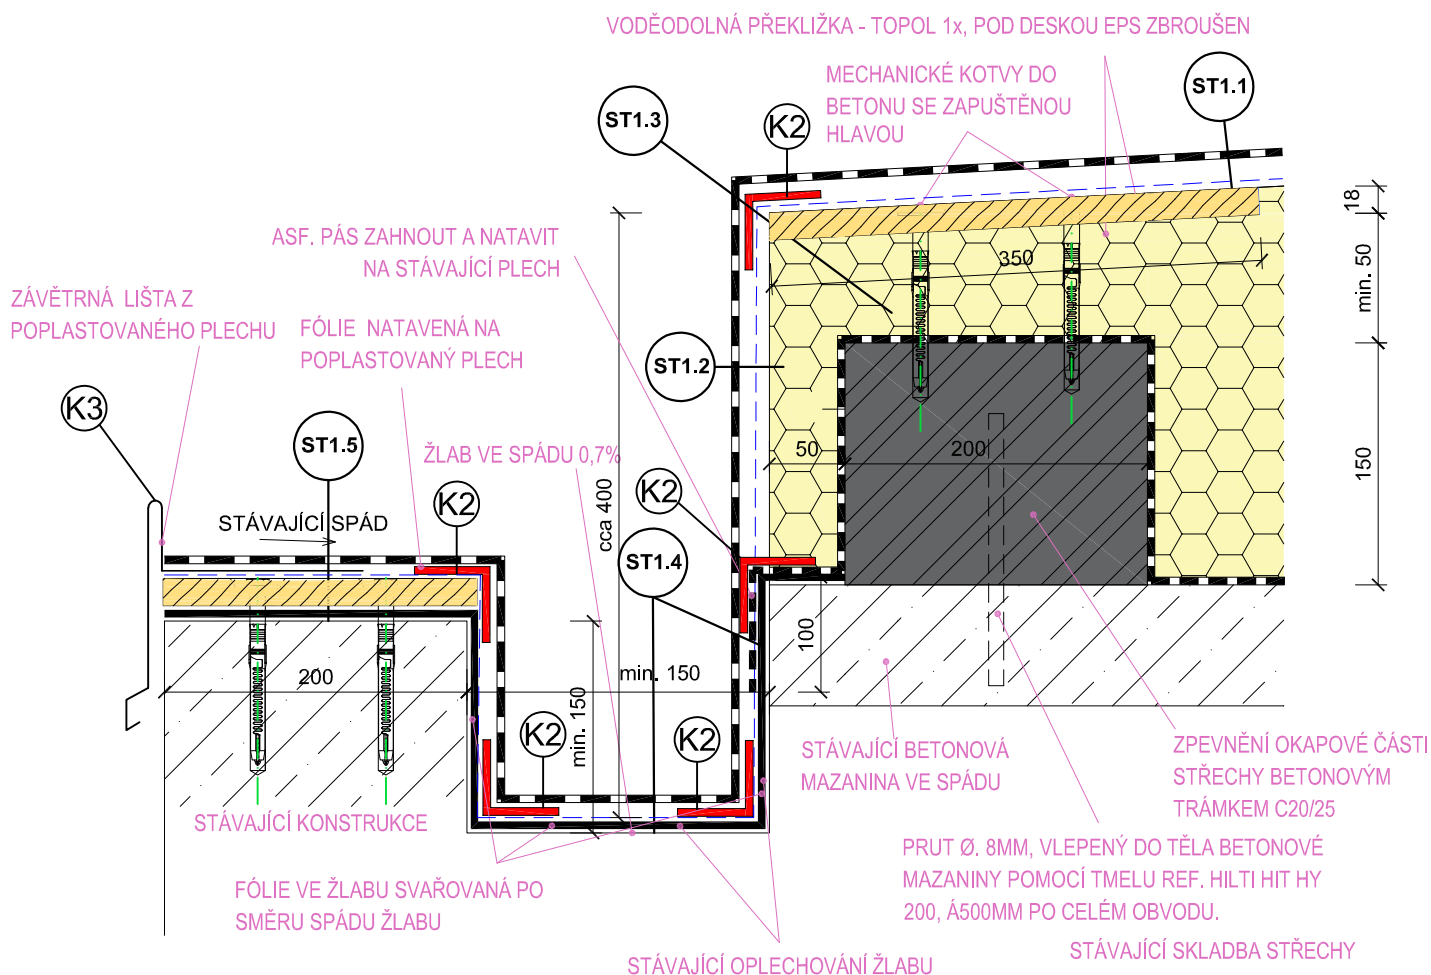 VODĚODOLNÁ PŘEKLIŽKA - TOPOL 1x, POD DESKOU EPS ZBROUŠEN
MECHANICKÉ KOTVY DO
BETONU SE ZAPUŠTĚNOU
HLAVOU
ST1.1
ST1.3
K2
18
ASF. PÁS ZAHNOUT A NATAVIT
NA STÁVAJÍCÍ PLECH
350
min. 50
ZÁVĚTRNÁ LIŠTA Z
POPLASTOVANÉHO PLECHU
FÓLIE NATAVENÁ NA
POPLASTOVANÝ PLECH
ST1.2
K3
ST1.5
ŽLAB VE SPÁDU 0,7%
50
200
150
K2
K2
cca 400
STÁVAJÍCÍ SPÁD
ST1.4
100
200
min. 150
min. 150
K2
K2
STÁVAJÍCÍ BETONOVÁ
MAZANINA VE SPÁDU
ZPEVNĚNÍ OKAPOVÉ ČÁSTI
STŘECHY BETONOVÝM
TRÁMKEM C20/25
STÁVAJÍCÍ KONSTRUKCE
PRUT Ø. 8MM, VLEPENÝ DO TĚLA BETONOVÉ
MAZANINY POMOCÍ TMELU REF. HILTI HIT HY
200, Á500MM PO CELÉM OBVODU.
FÓLIE VE ŽLABU SVAŘOVANÁ PO
SMĚRU SPÁDU ŽLABU
STÁVAJÍCÍ SKLADBA STŘECHY
STÁVAJÍCÍ OPLECHOVÁNÍ ŽLABU